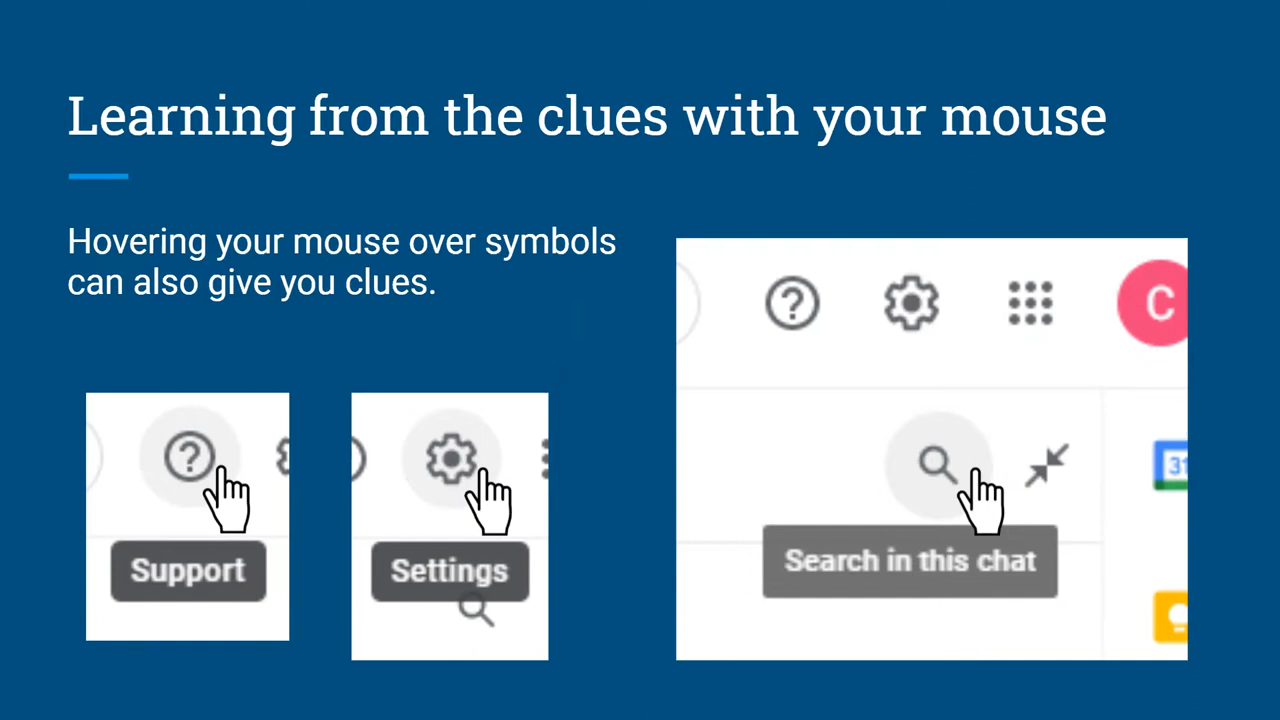 Learning from the clues with your mouse
Hovering your mouse over symbols
can also give you clues.
?
Support
Settings
? C
31
Search in this chat